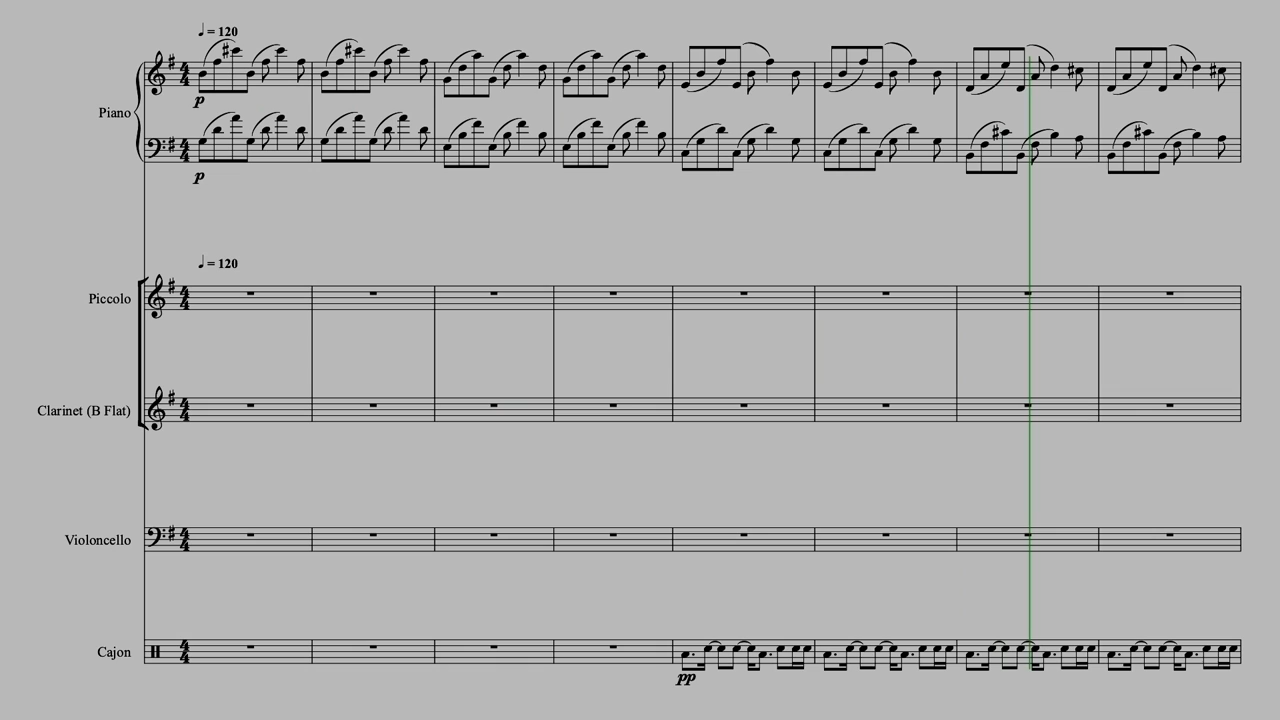 ♩ = 120
p
Piano
p
♩ = 120
Piccolo
Clarinet (B Flat)
Violoncello
Cajon
pp